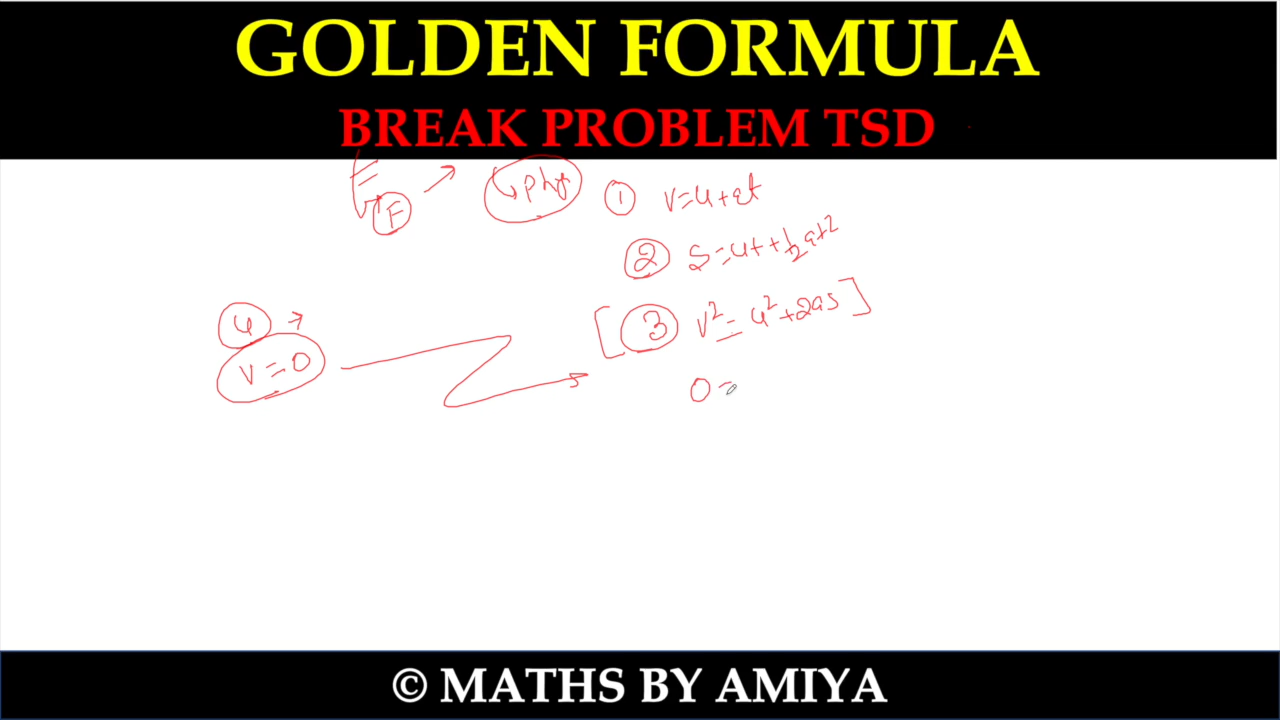 GOLDEN FORMULA
BREAK PROBLEM TSD
F
phy
① v=u+at
② S=ut+½at²
[③ v²=u²+2as]
u
v=0
0=
© MATHS BY AMIYA